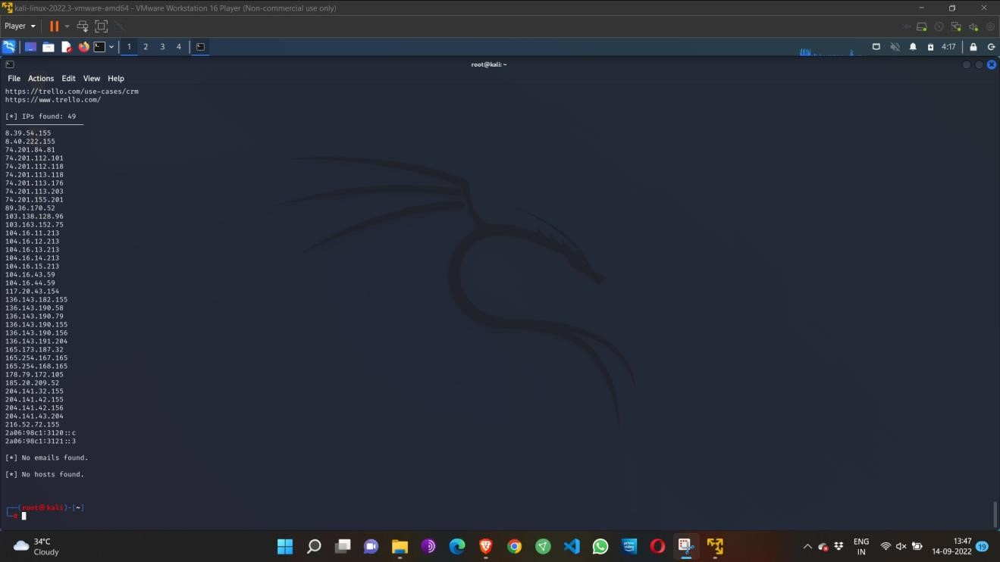 kali-linux-2022.3-vmware-amd64 - VMware Workstation 16 Player (Non-commercial use only)
Player
1 2 3 4
4:17
root@kali: ~
File Actions Edit View Help
https://trello.com/use-cases/crm
https://www.trello.com/
[*] IPs found: 49
8.39.54.155
8.40.222.155
74.201.84.81
74.201.112.101
74.201.112.118
74.201.113.118
74.201.113.176
74.201.113.203
74.201.155.201
89.36.170.52
103.138.128.96
103.163.152.75
104.16.11.213
104.16.12.213
104.16.13.213
104.16.14.213
104.16.15.213
104.16.43.59
104.16.44.59
117.20.43.154
136.143.182.155
136.143.190.58
136.143.190.79
136.143.190.155
136.143.190.156
136.143.191.204
165.173.187.32
165.254.167.165
165.254.168.165
178.79.172.105
185.20.209.52
204.141.32.155
204.141.42.155
204.141.42.156
204.141.43.204
216.52.72.155
2a06:98c1:3120::c
2a06:98c1:3121::3
[*] No emails found.
[*] No hosts found.
(root㉿kali)-[~]
#
34°C
Cloudy
prime video
ENG
IN
13:47
14-09-2022
19